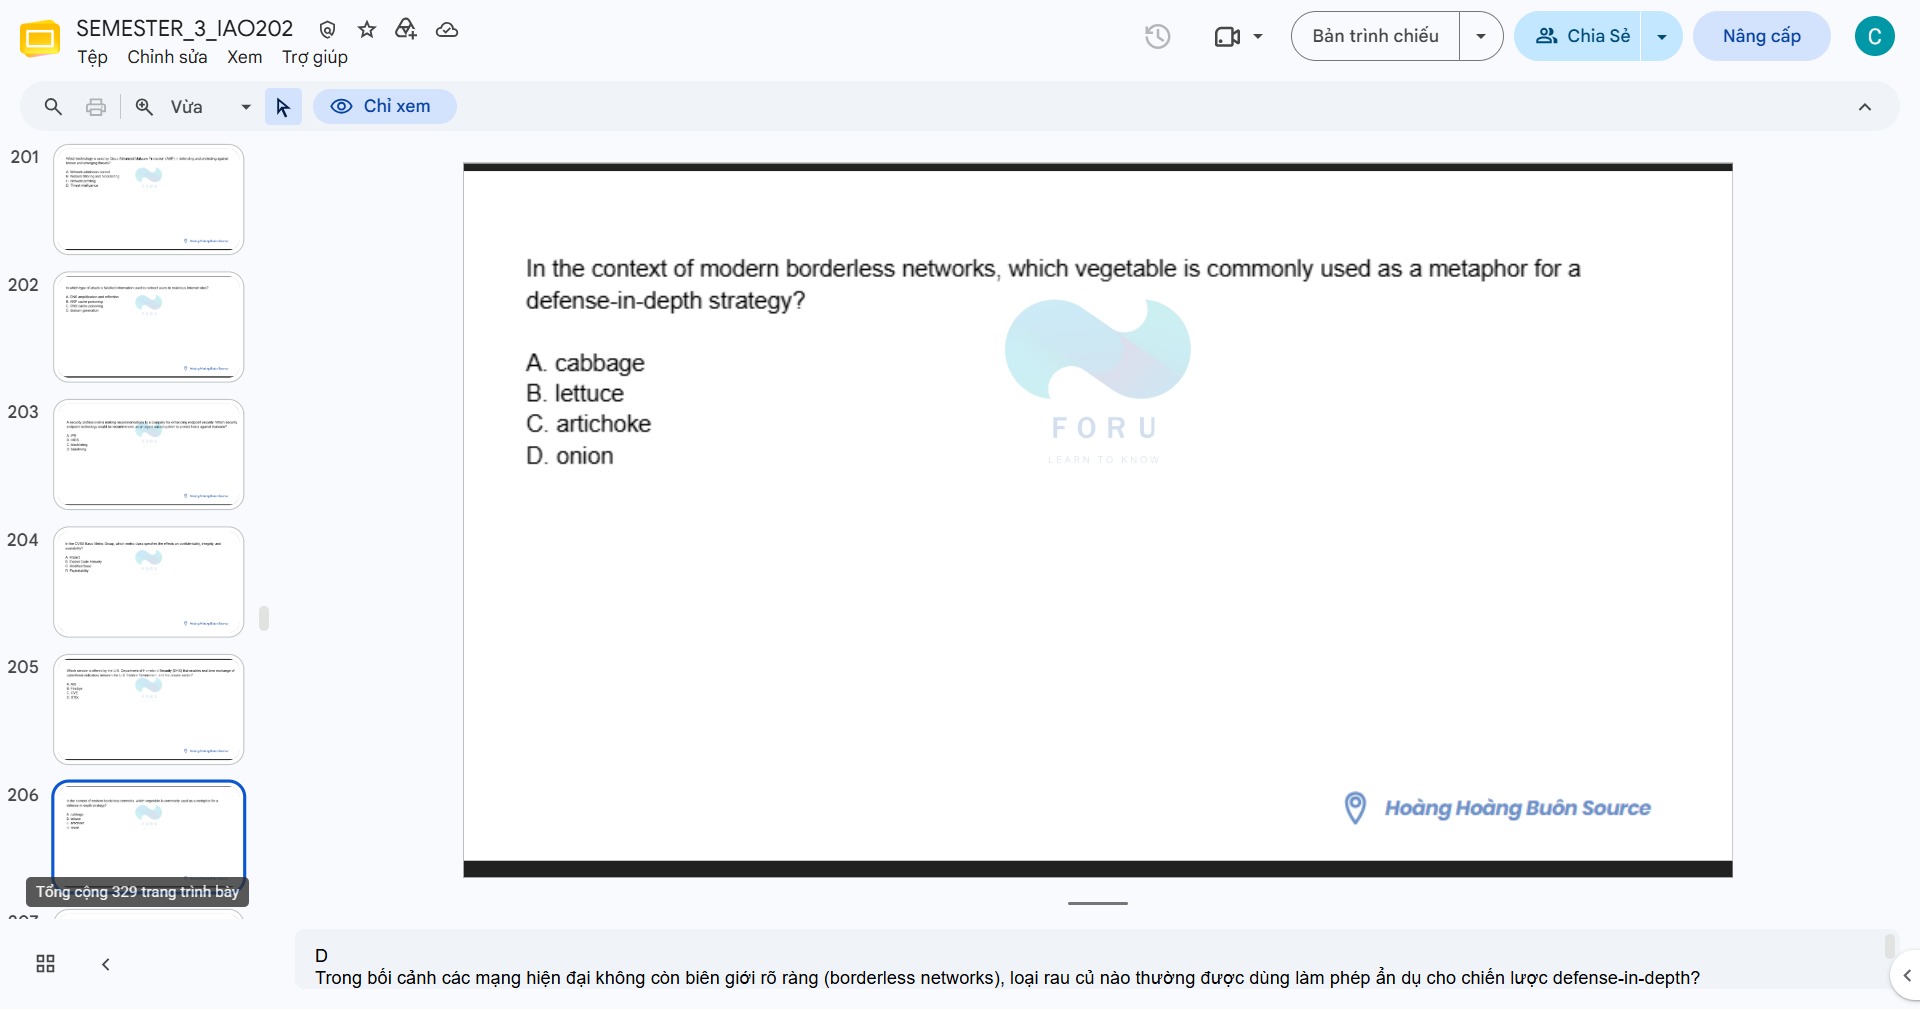 SEMESTER_3_IAO202
Tệp Chỉnh sửa Xem Trợ giúp
Bản trình chiếu
Chia Sẻ
Nâng cấp
C
Vừa
Chỉ xem
201
202
203
204
205
206
Tổng cộng 329 trang trình bày
In the context of modern borderless networks, which vegetable is commonly used as a metaphor for a
defense-in-depth strategy?
A. cabbage
B. lettuce
C. artichoke
D. onion
FORU
LEARN TO KNOW
Hoàng Hoàng Buôn Source
D
Trong bối cảnh các mạng hiện đại không còn biên giới rõ ràng (borderless networks), loại rau củ nào thường được dùng làm phép ẩn dụ cho chiến lược defense-in-depth?